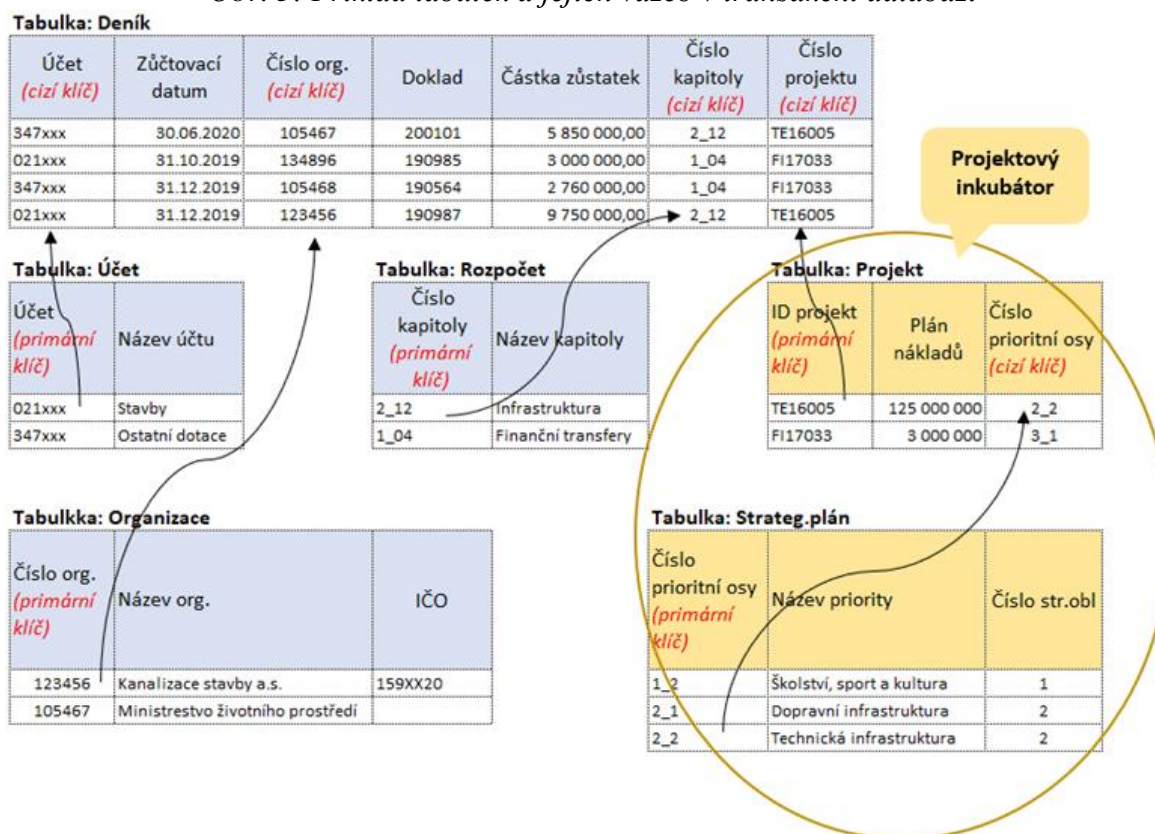 Tabulka: Deník
Účet (cizí klíč) Zúčtovací datum Číslo org. (cizí klíč) Doklad Částka zůstatek Číslo kapitoly (cizí klíč) Číslo projektu (cizí klíč)
347xxx 30.06.2020 105467 200101 5 850 000,00 2_12 TE16005
021xxx 31.10.2019 134896 190985 3 000 000,00 1_04 FI17033
347xxx 31.12.2019 105468 190564 2 760 000,00 1_04 FI17033
021xxx 31.12.2019 123456 190987 9 750 000,00 2_12 TE16005
Projektový
inkubátor
Tabulka: Účet
Účet (primární klíč) Název účtu
021xxx Stavby
347xxx Ostatní dotace
Tabulka: Rozpočet
Číslo kapitoly (primární klíč) Název kapitoly
2_12 Infrastruktura
1_04 Finanční transfery
Tabulka: Projekt
ID projekt (primární klíč) Plán nákladů Číslo prioritní osy (cizí klíč)
TE16005 125 000 000 2_2
FI17033 3 000 000 3_1
Tabulkka: Organizace
Číslo org. (primární klíč) Název org. IČO
123456 Kanalizace stavby a.s. 159XX20
105467 Ministrestvo životního prostředí
Tabulka: Strateg.plán
Číslo prioritní osy (primární klíč) Název priority Číslo str.obl
1_2 Školství, sport a kultura 1
2_1 Dopravní infrastruktura 2
2_2 Technická infrastruktura 2